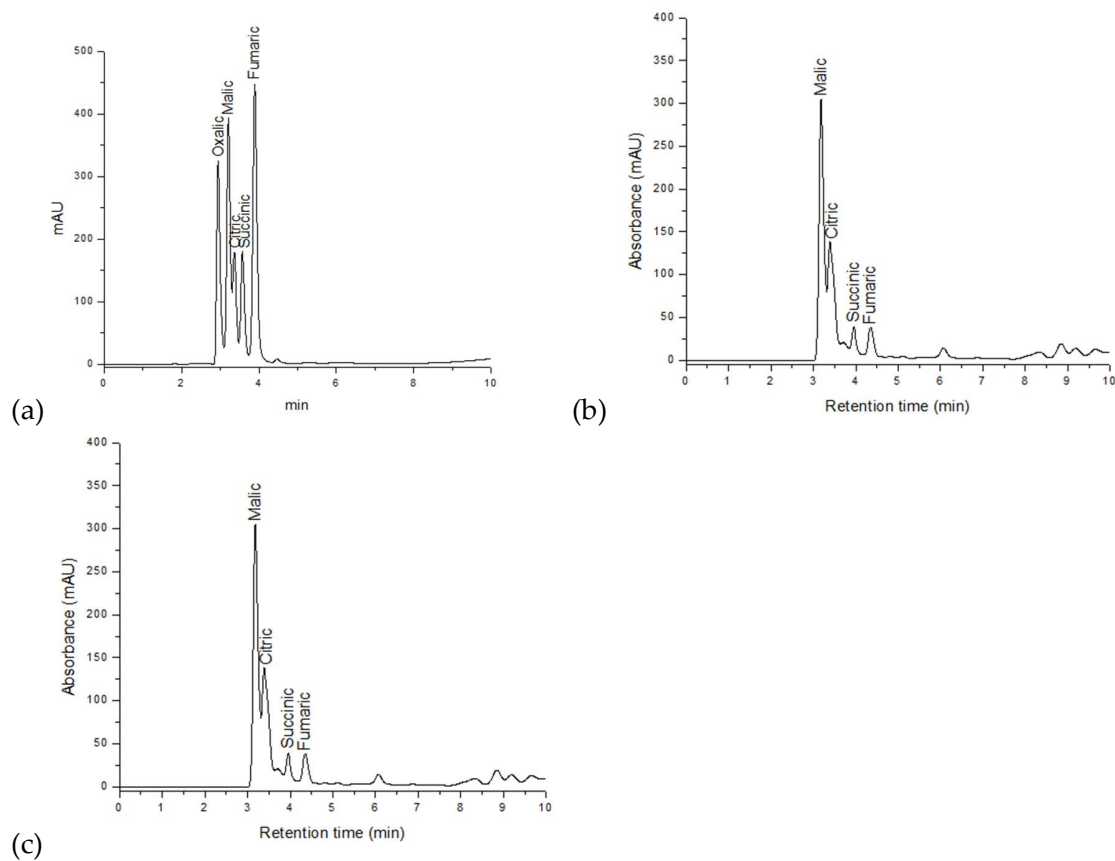 500
400
300
200
100
0
mAU
Oxalic
Malic
Citric
Succinic
Fumaric
0
2
4
6
8
10
min
(a)
400
350
300
250
200
150
100
50
0
Absorbance (mAU)
Malic
Citric
Succinic
Fumaric
0
1
2
3
4
5
6
7
8
9
10
Retention time (min)
(b)
400
350
300
250
200
150
100
50
0
Absorbance (mAU)
Malic
Citric
Succinic
Fumaric
0
1
2
3
4
5
6
7
8
9
10
Retention time (min)
(c)